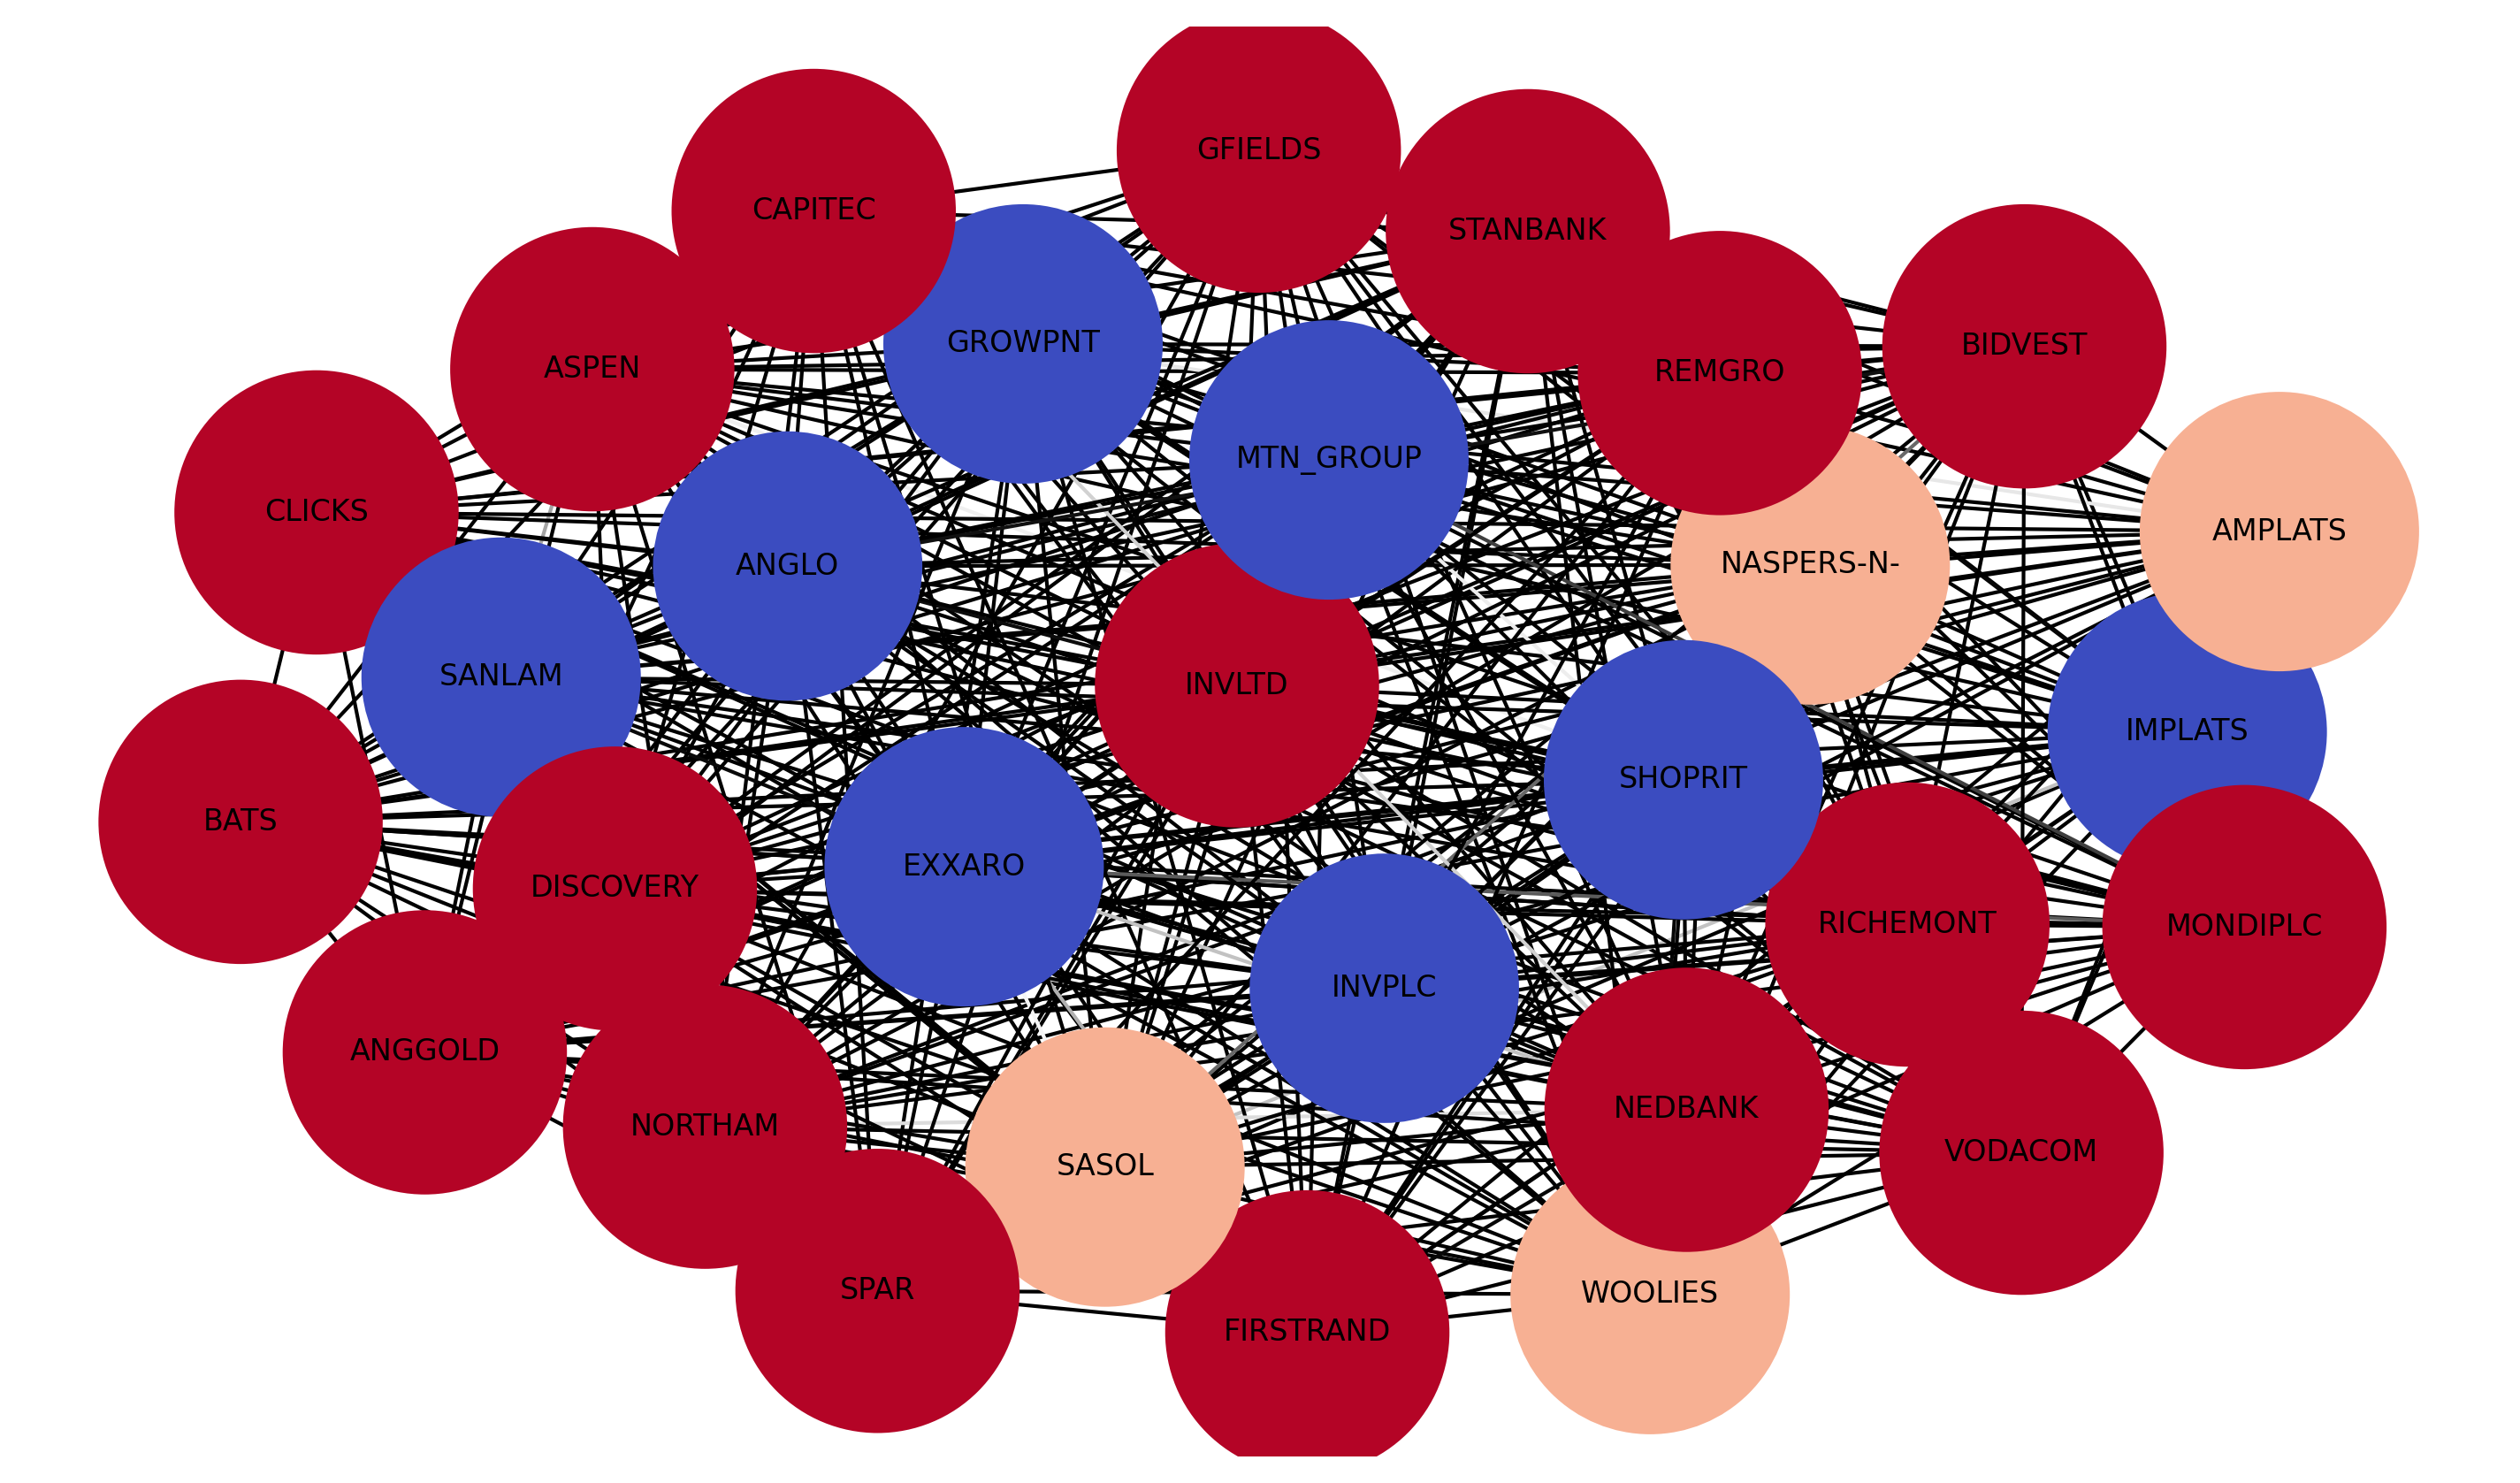 GFIELDS
CAPITEC
STANBANK
GROWPNT
BIDVEST
ASPEN
REMGRO
MTN_GROUP
CLICKS
AMPLATS
ANGLO
NASPERS-N-
SANLAM
INVLTD
IMPLATS
SHOPRIT
BATS
EXXARO
DISCOVERY
RICHEMONT
MONDIPLC
INVPLC
ANGGOLD
NEDBANK
NORTHAM
VODACOM
SASOL
SPAR
WOOLIES
FIRSTRAND